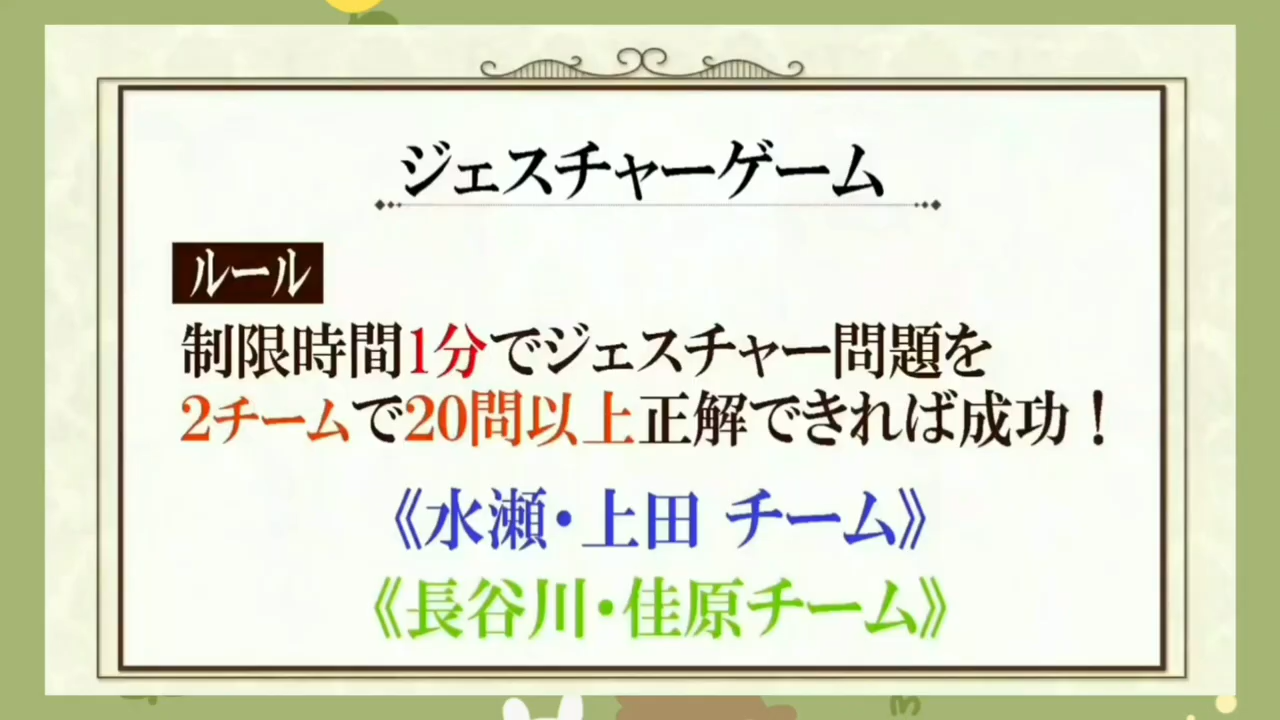 ジェスチャーゲーム
ルール
制限時間1分でジェスチャー問題を
2チームで20問以上正解できれば成功！
《水瀬・上田 チーム》
《長谷川・佳原チーム》